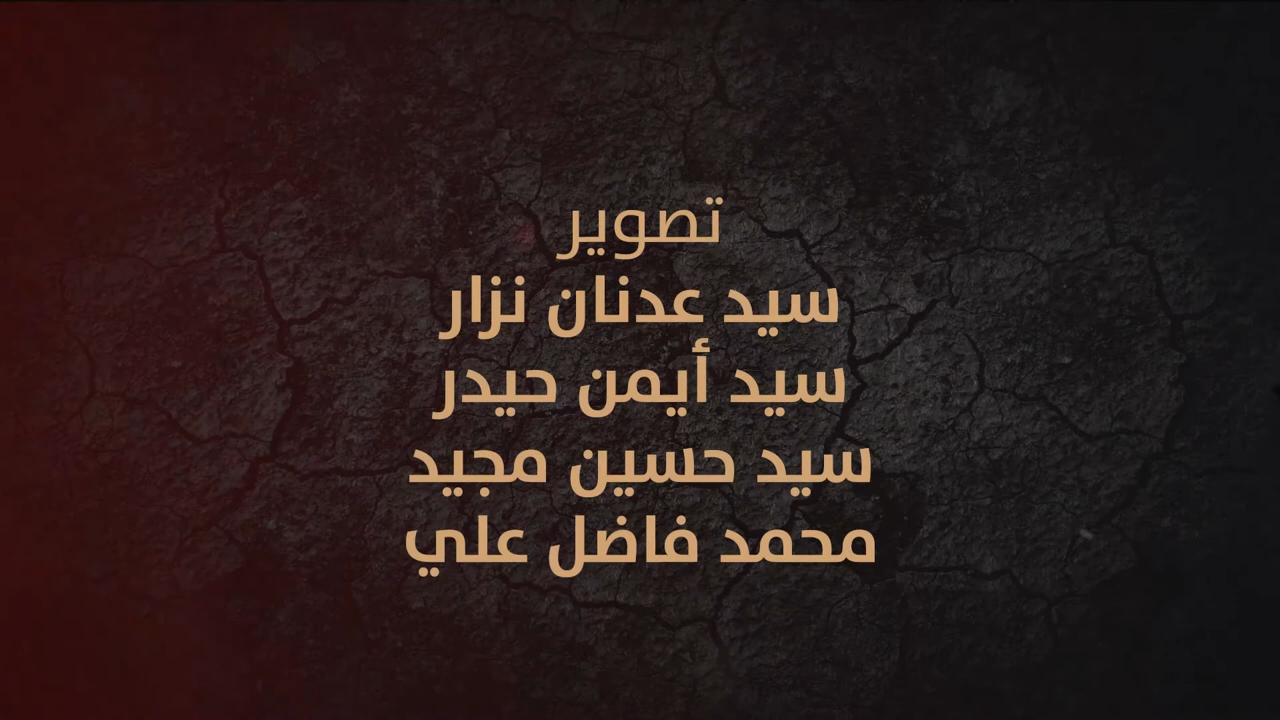 تصوير
سيد عدنان نزار
سيد أيمن حيدر
سيد حسين مجيد
محمد فاضل علي